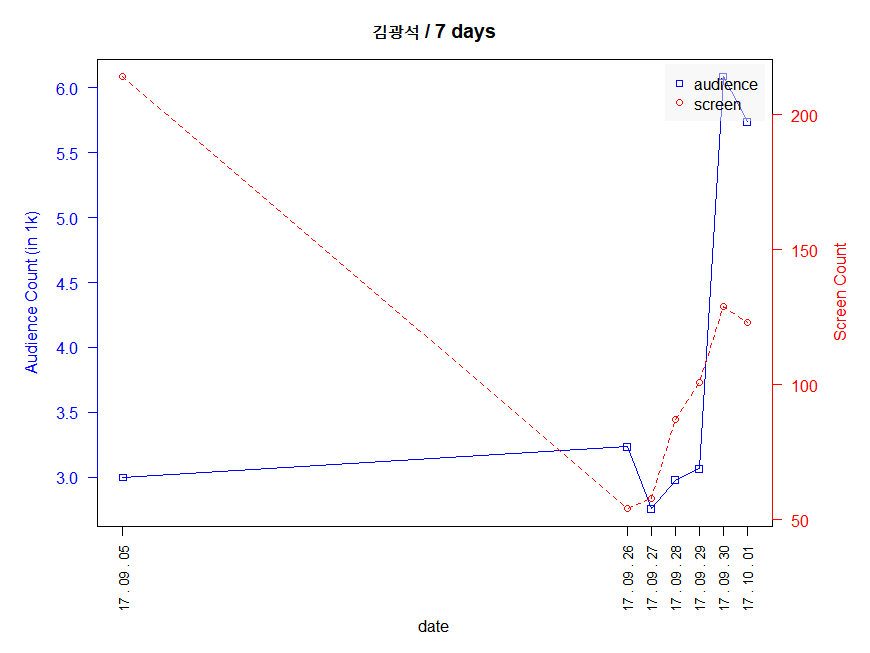 김광석 / 7 days
audience
screen
Audience Count (in 1k)
6.0
5.5
5.0
4.5
4.0
3.5
3.0
Screen Count
200
150
100
50
17 . 09 . 05
17 . 09 . 26
17 . 09 . 27
17 . 09 . 28
17 . 09 . 29
17 . 09 . 30
17 . 10 . 01
date